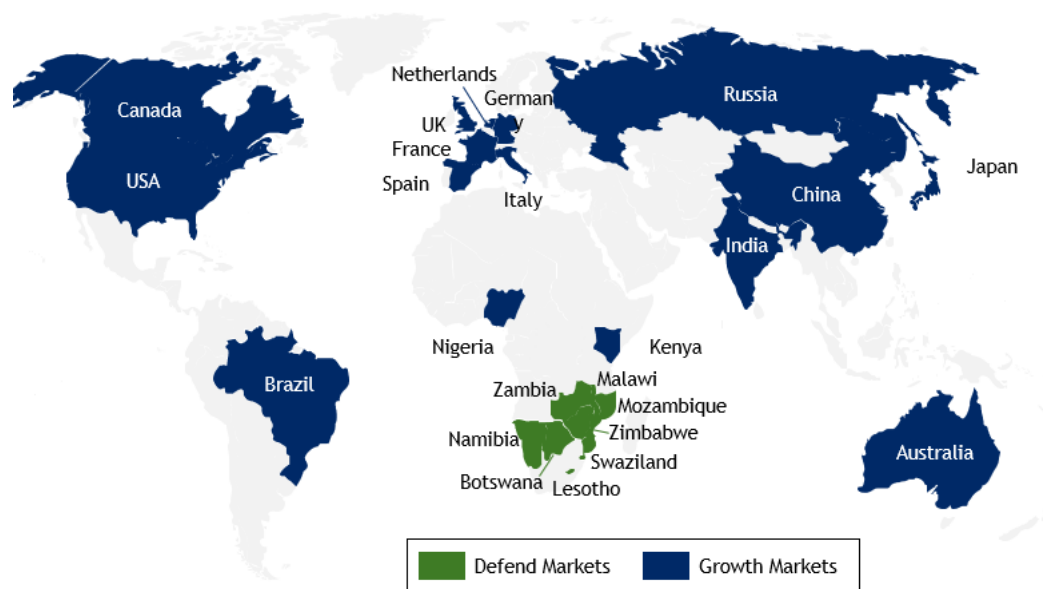 Netherlands
German
y
Canada
Russia
UK
France
Japan
USA
Spain
China
Italy
India
Nigeria
Kenya
Malawi
Brazil
Zambia
Mozambique
Zimbabwe
Namibia
Australia
Swaziland
Botswana
Lesotho
Defend Markets
Growth Markets